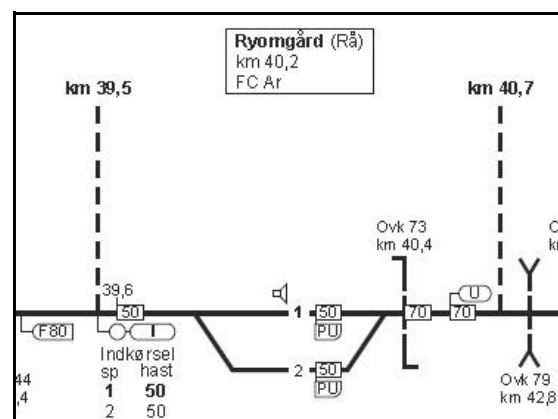 Ryomgård (Rå)
km 40,2
FC Ar
km 39,5
km 40,7
Ovk 73
km 40,4
39,6
50
1
50
70
70
U
F80
I
PU
Indkørsel
sp hast
1 50
2 50
2
50
PU
44
,4
Ovk 79
km 42,8